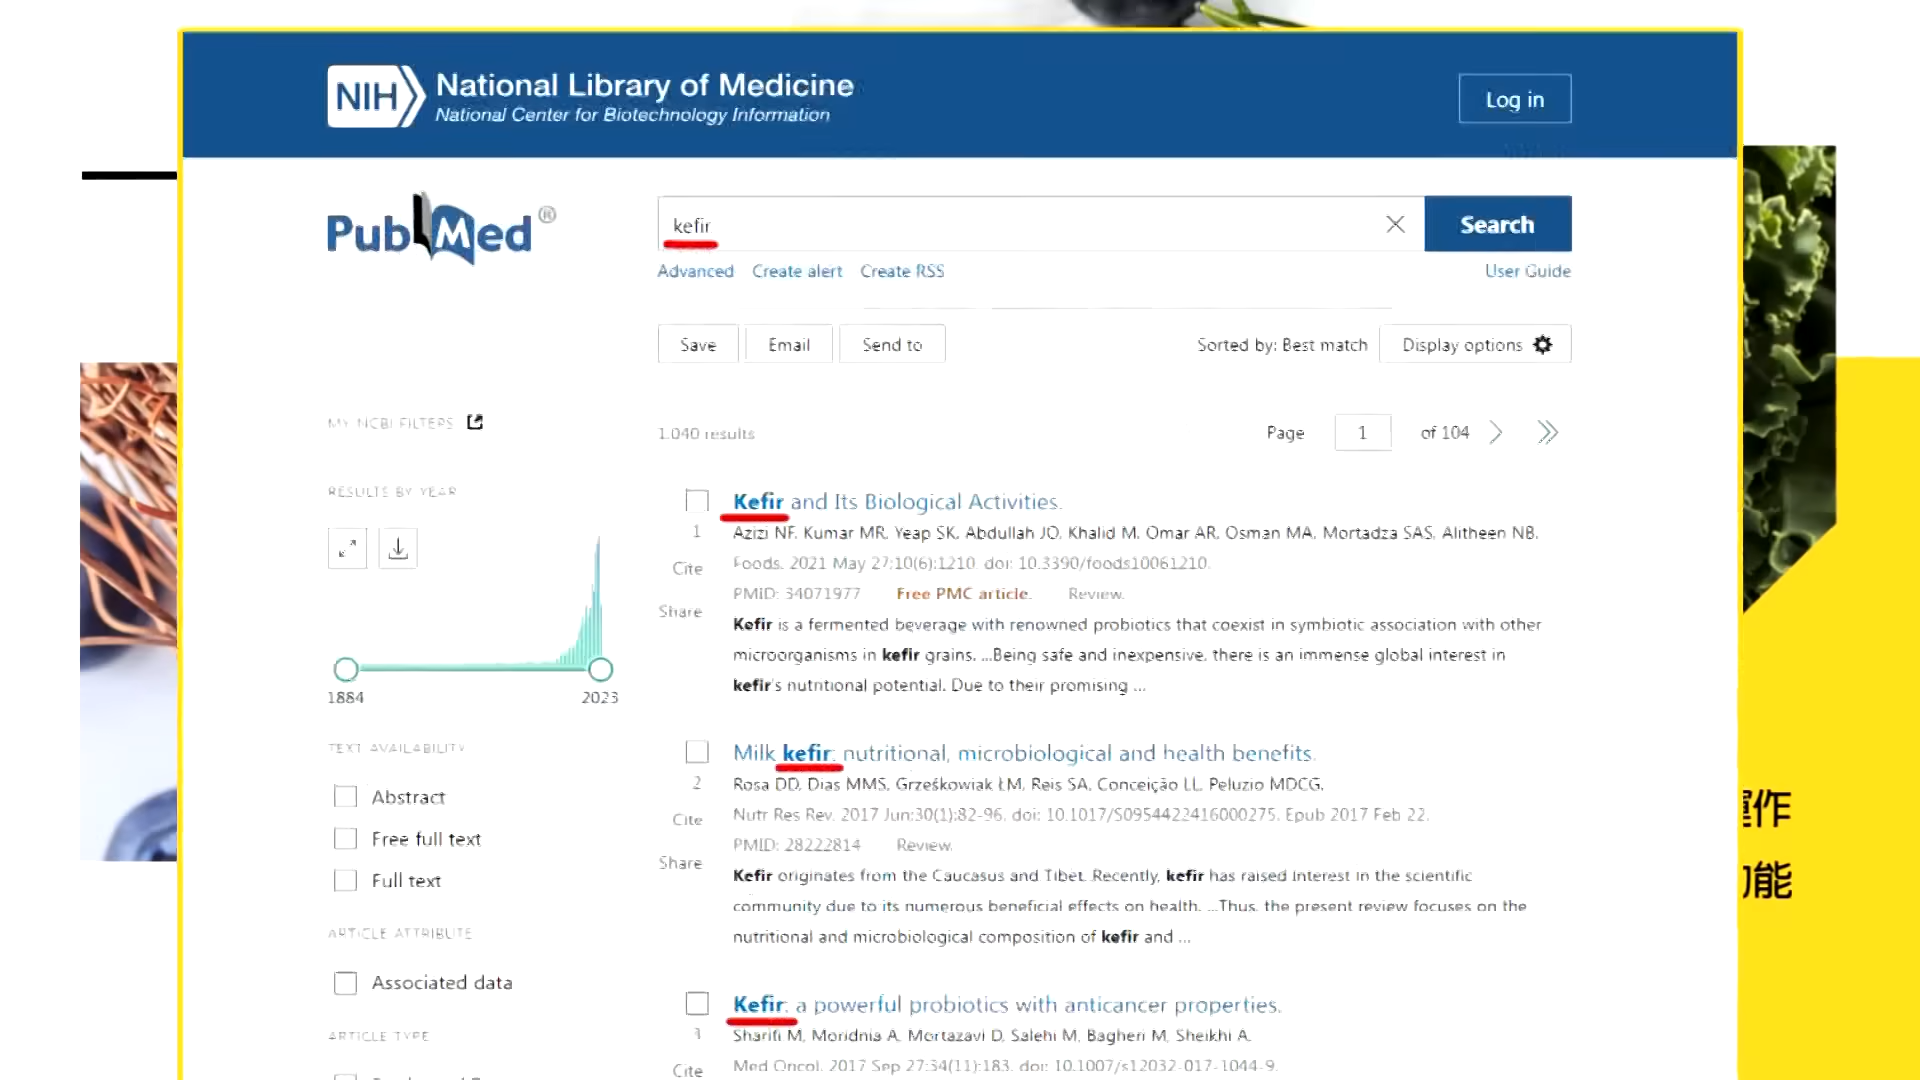 NIH National Library of Medicine
National Center for Biotechnology Information
Log in
PubMed®
kefir
Search
Advanced Create alert Create RSS
User Guide
Save Email Send to
Sorted by: Best match Display options
MY NCBI FILTERS
1,040 results
Page 1 of 104
RESULTS BY YEAR
1884 2023
Kefir and Its Biological Activities.
1 Azizi NF, Kumar MR, Yeap SK, Abdullah JO, Khalid M, Omar AR, Osman MA, Mortadza SAS, Alitheen NB.
Cite Foods. 2021 May 27;10(6):1210. doi: 10.3390/foods10061210.
PMID: 34071977 Free PMC article. Review.
Share
Kefir is a fermented beverage with renowned probiotics that coexist in symbiotic association with other
microorganisms in kefir grains. ...Being safe and inexpensive, there is an immense global interest in
kefir's nutritional potential. Due to their promising ...
TEXT AVAILABILITY
Abstract
Free full text
Full text
Milk kefir: nutritional, microbiological and health benefits.
2 Rosa DD, Dias MMS, Grześkowiak ŁM, Reis SA, Conceição LL, Peluzio MDCG.
Cite Nutr Res Rev. 2017 Jun;30(1):82-96. doi: 10.1017/S0954422416000275. Epub 2017 Feb 22.
PMID: 28222814 Review.
Share
Kefir originates from the Caucasus and Tibet. Recently, kefir has raised interest in the scientific
community due to its numerous beneficial effects on health. ...Thus, the present review focuses on the
nutritional and microbiological composition of kefir and ...
ARTICLE ATTRIBUTE
Associated data
ARTICLE TYPE
Kefir: a powerful probiotics with anticancer properties.
3 Sharifi M, Moridnia A, Mortazavi D, Salehi M, Bagheri M, Sheikhi A.
Cite Med Oncol. 2017 Sep 27;34(11):183. doi: 10.1007/s12032-017-1044-9.
作
能